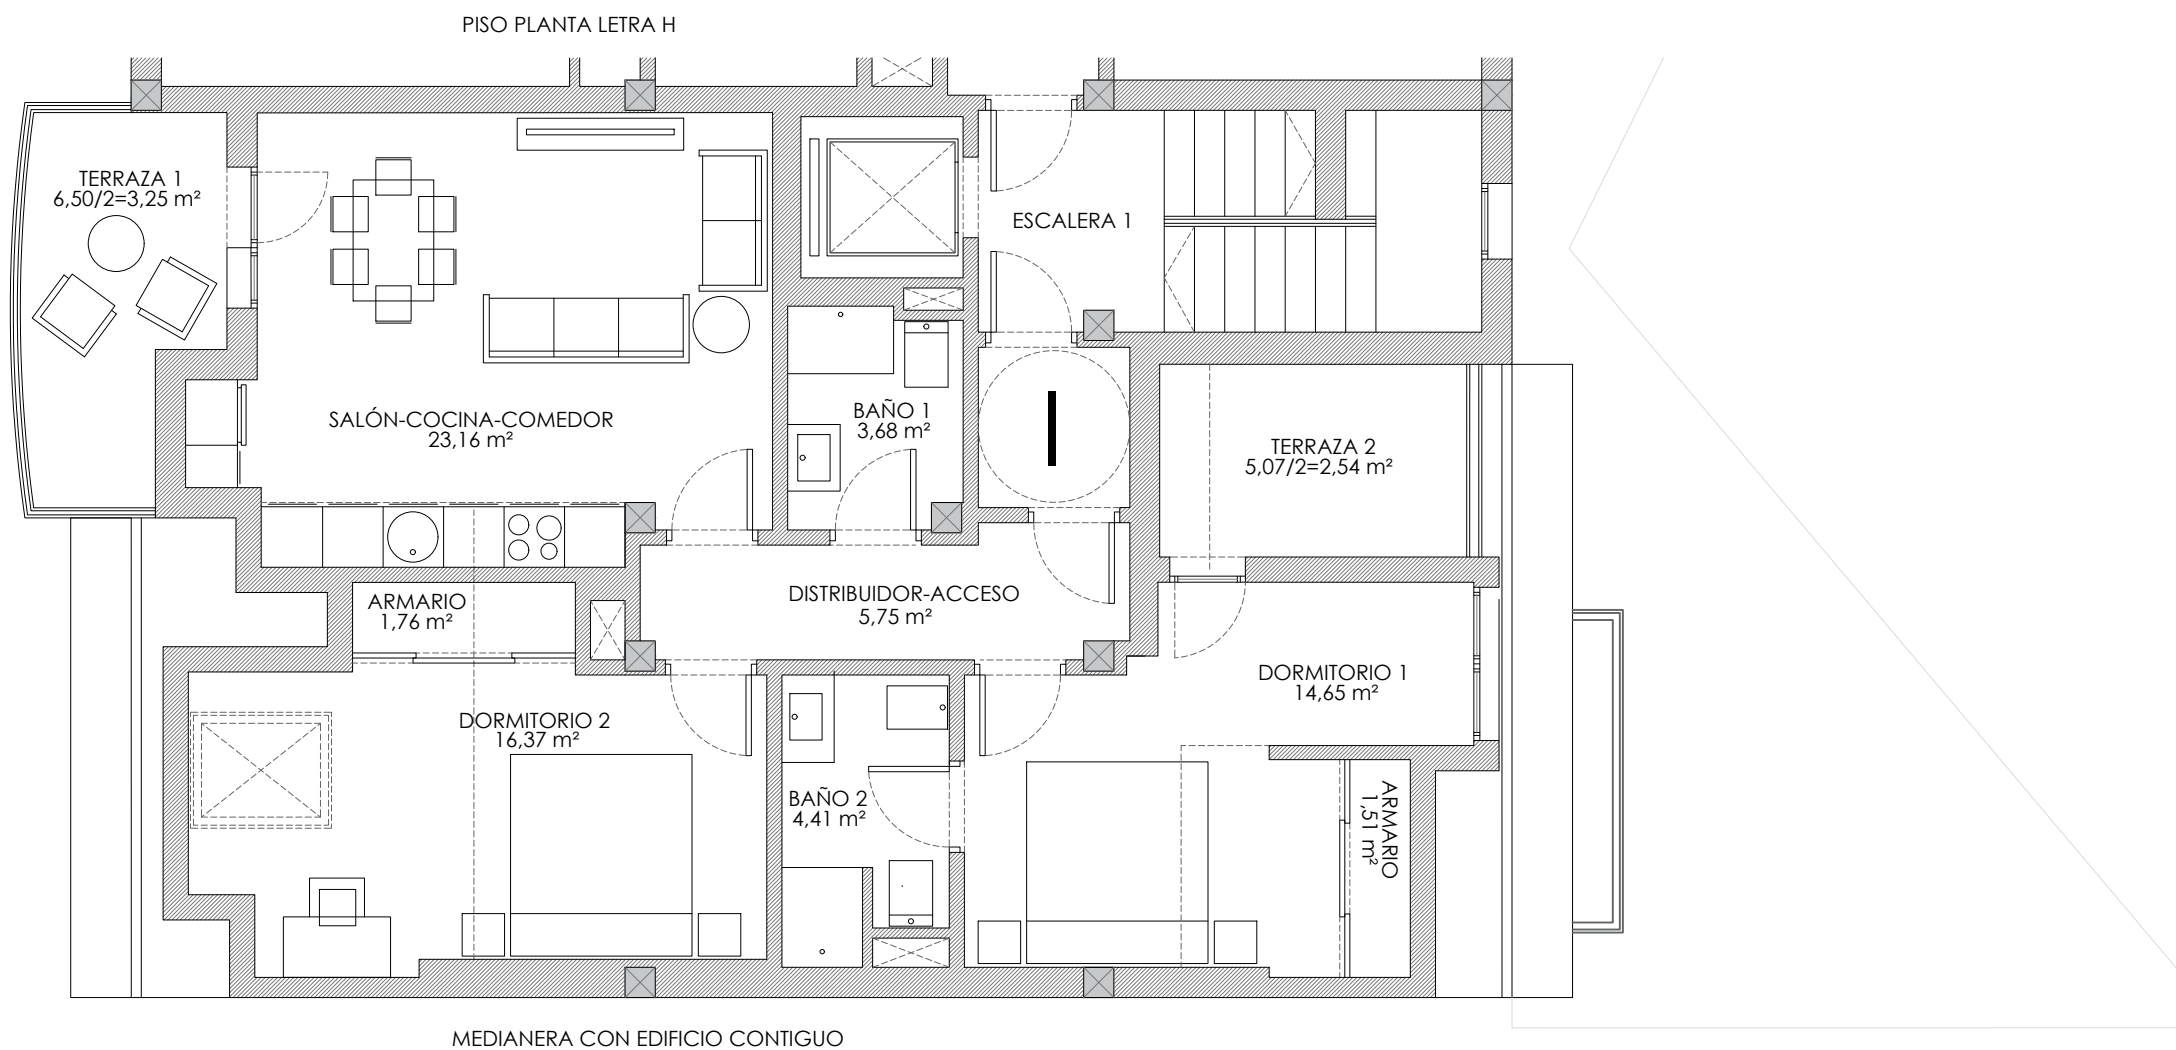 PISO PLANTA LETRA H
TERRAZA 1
6,50/2=3,25 m²
ESCALERA 1
SALÓN-COCINA-COMEDOR
23,16 m²
BAÑO 1
3,68 m²
I
TERRAZA 2
5,07/2=2,54 m²
ARMARIO
1,76 m²
DISTRIBUIDOR-ACCESO
5,75 m²
DORMITORIO 1
14,65 m²
DORMITORIO 2
16,37 m²
BAÑO 2
4,41 m²
ARMARIO
1,51 m²
MEDIANERA CON EDIFICIO CONTIGUO